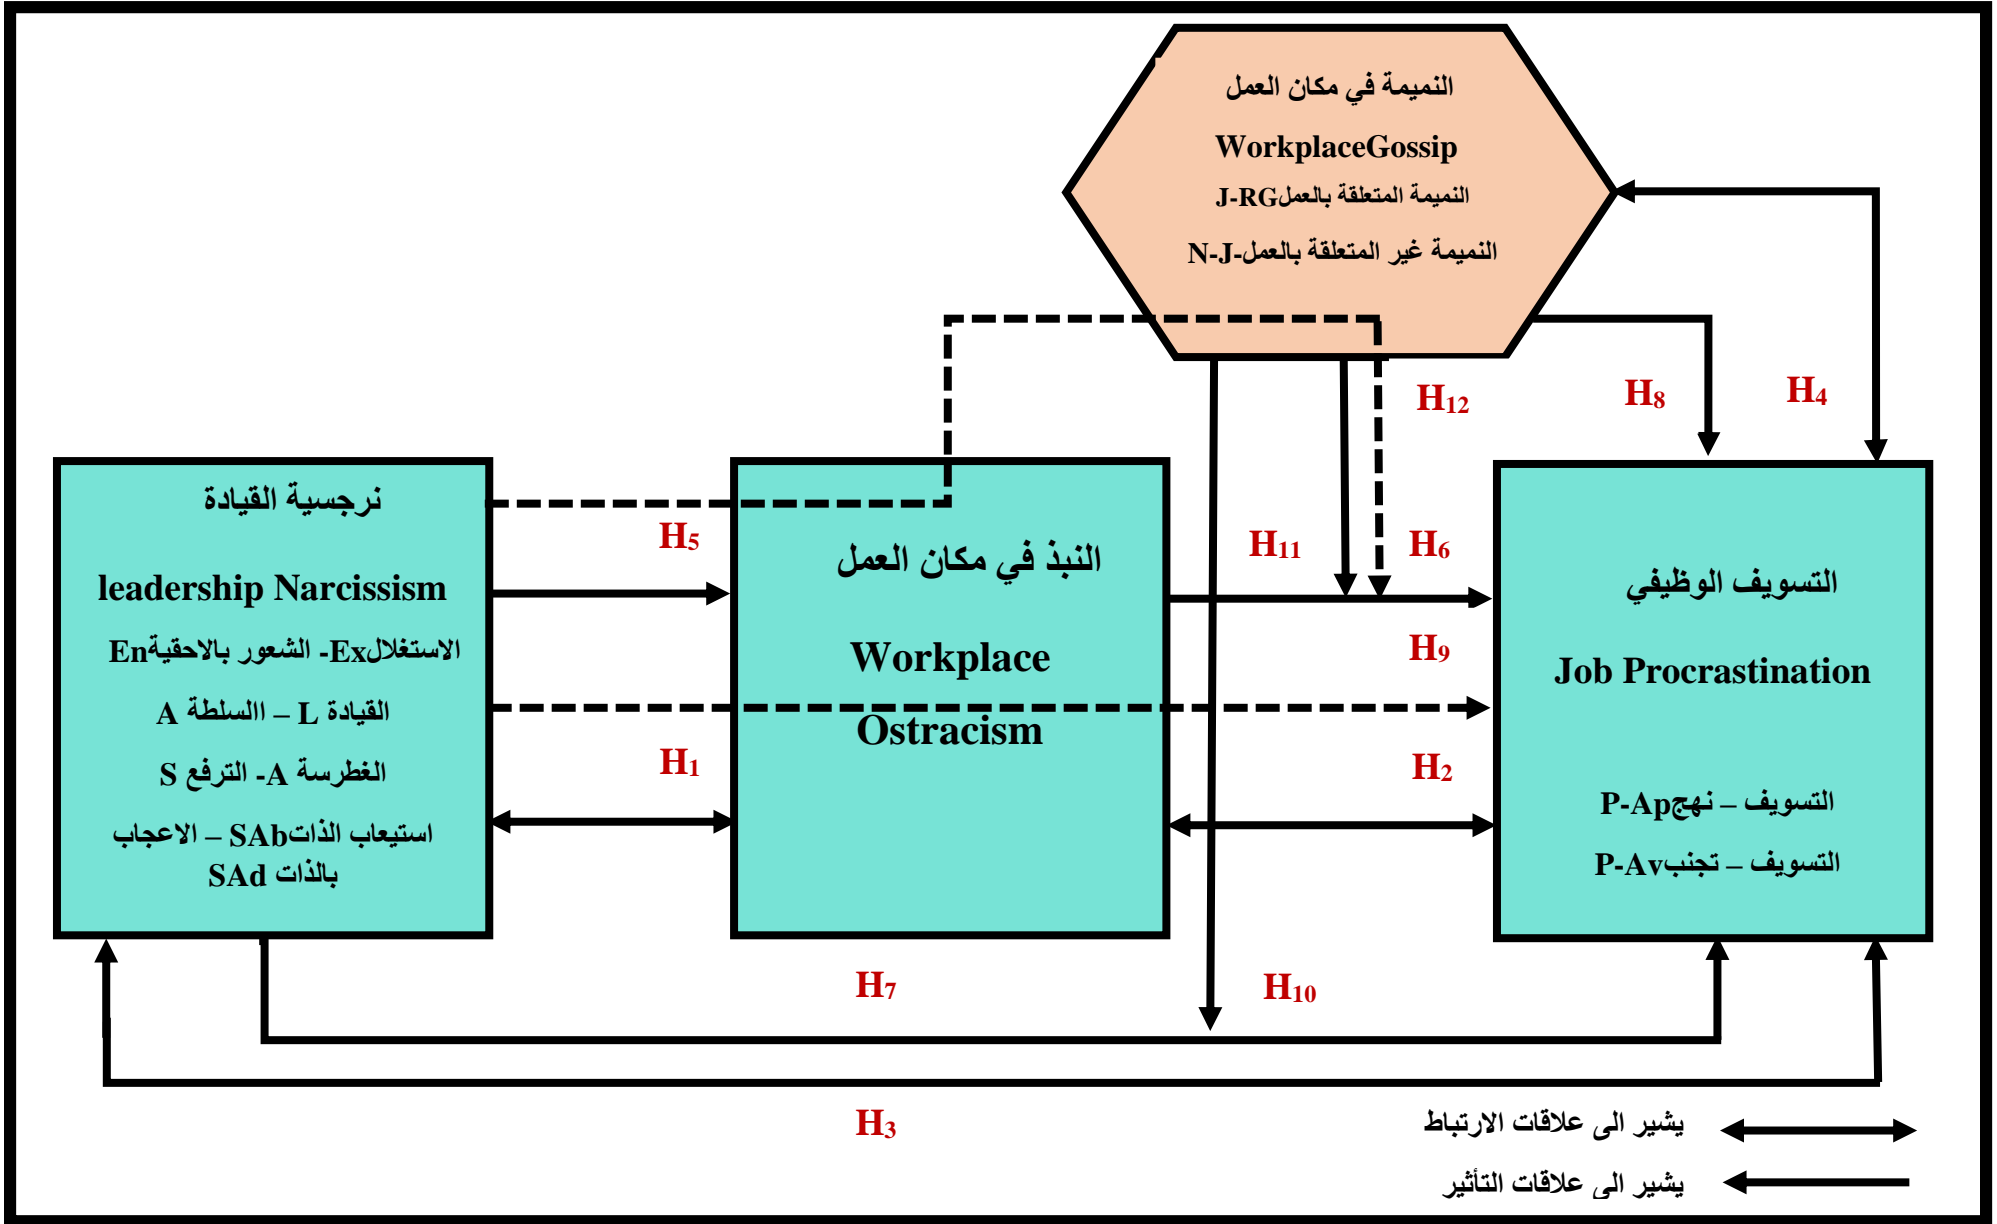 النميمة في مكان العمل
WorkplaceGossip
النميمة المتعلقة بالعملJ-RG
النميمة غير المتعلقة بالعمل-N-J
H12
H8
H4
نرجسية القيادة
leadership Narcissism
الاستغلالEx- الشعور بالاحقيةEn
القيادة L – االسلطة A
الغطرسة A- الترفع S
استيعاب الذاتSAb – الاعجاب
بالذات SAd
H5
H1
النبذ في مكان العمل
Workplace
Ostracism
H11
H6
H9
H2
التسويف الوظيفي
Job Procrastination
التسويف – نهجP-Ap
التسويف – تجنبP-Av
H7
H10
H3
يشير الى علاقات الارتباط
يشير الى علاقات التأثير